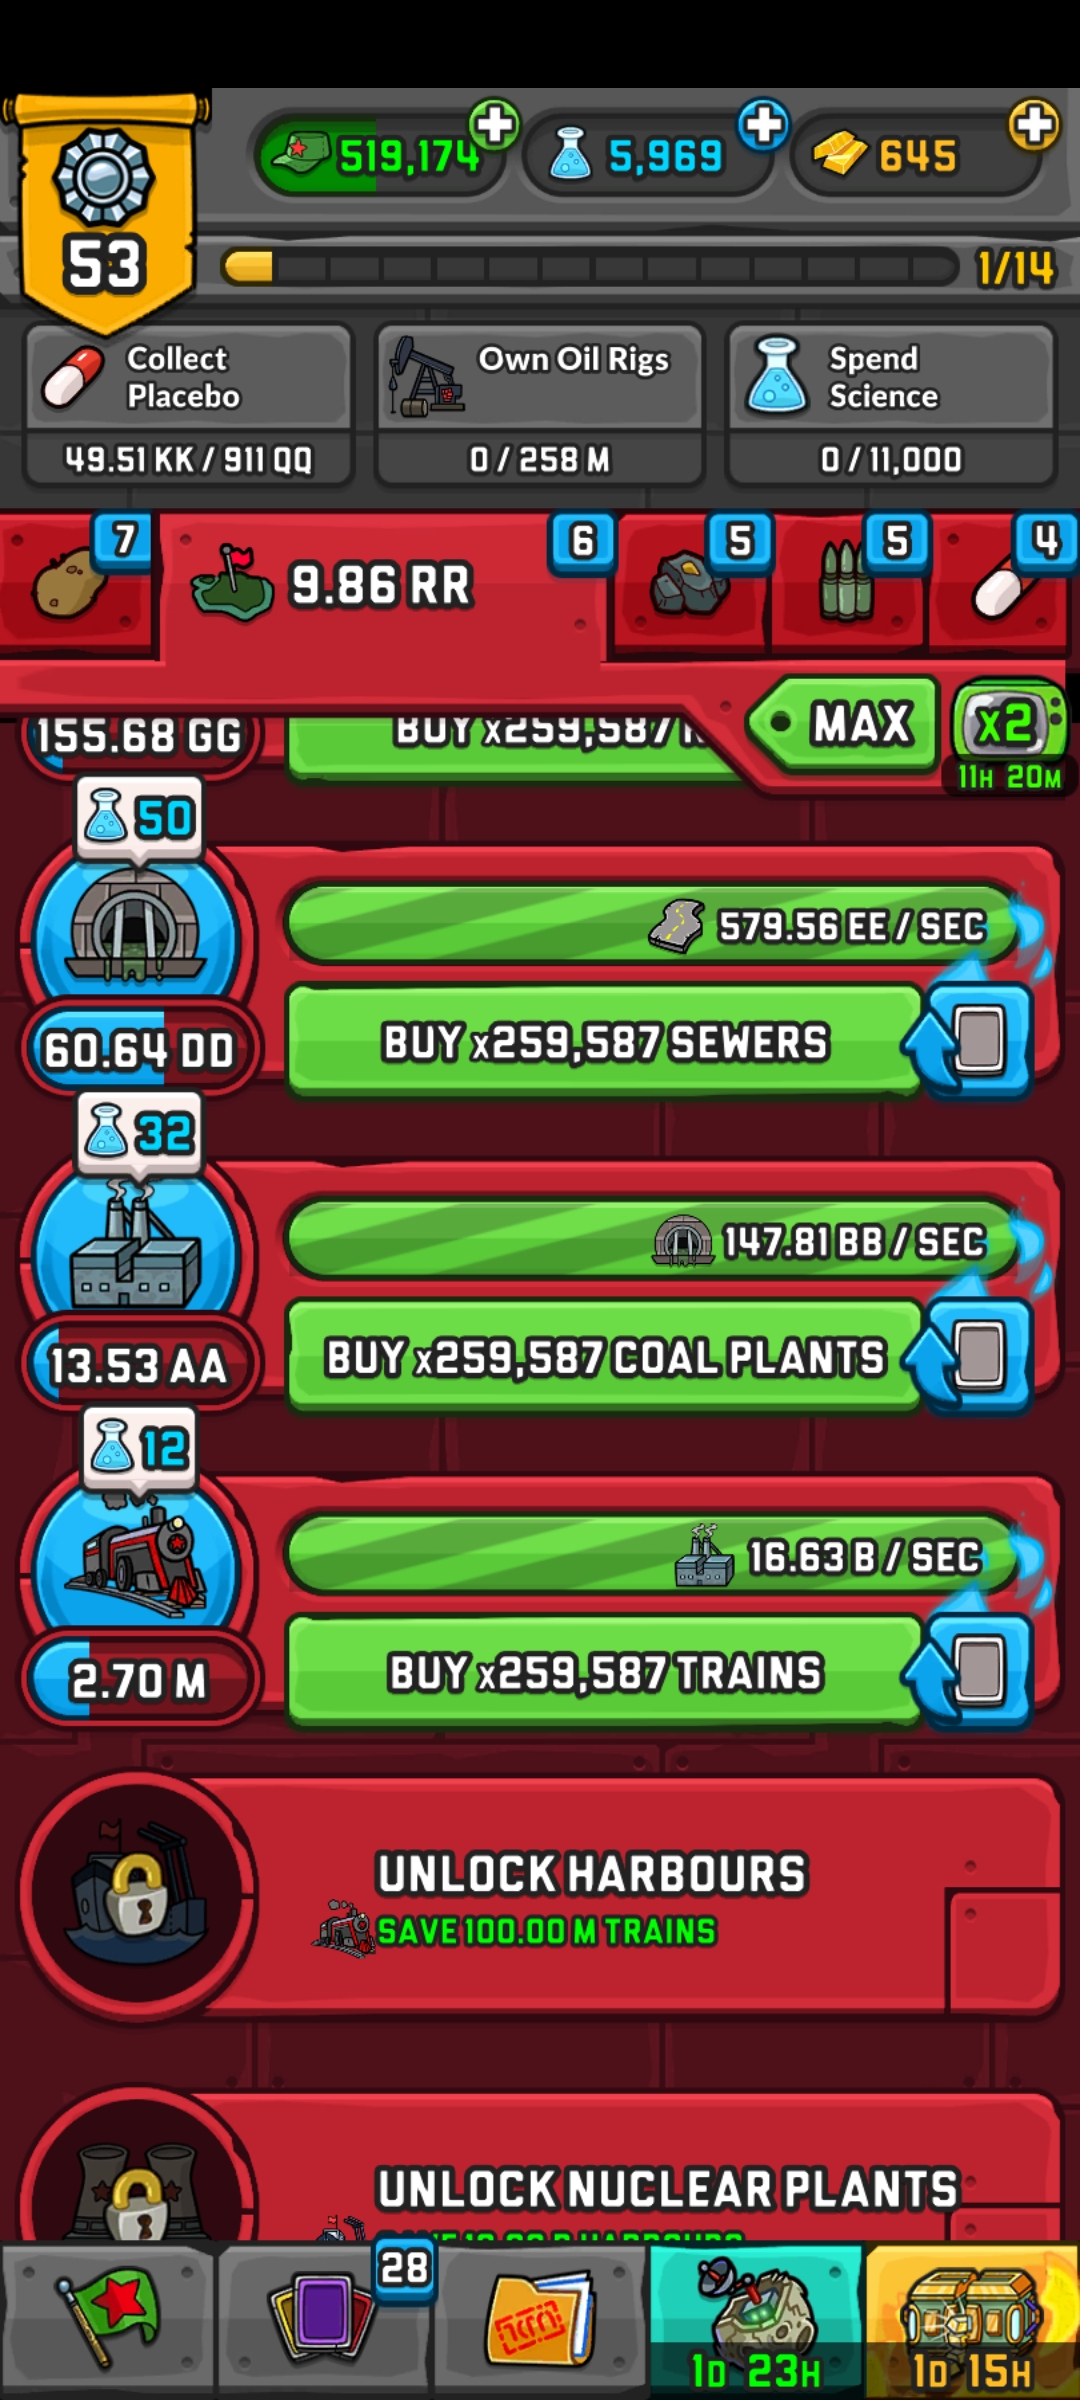 519,174
5,969
645
53
1/14
Collect
Placebo
49.51 KK / 911 QQ
Own Oil Rigs
0 / 258 M
Spend
Science
0 / 11,000
7
9.86 RR
6
5
5
4
155.68 GG
BUY x259,587
MAX
x2
11H 20M
50
579.56 EE / SEC
60.64 DD
BUY x259,587 SEWERS
32
147.81 BB / SEC
13.53 AA
BUY x259,587 COAL PLANTS
12
16.63 B / SEC
2.70 M
BUY x259,587 TRAINS
UNLOCK HARBOURS
SAVE 100.00 M TRAINS
UNLOCK NUCLEAR PLANTS
28
1D 23H
1D 15H